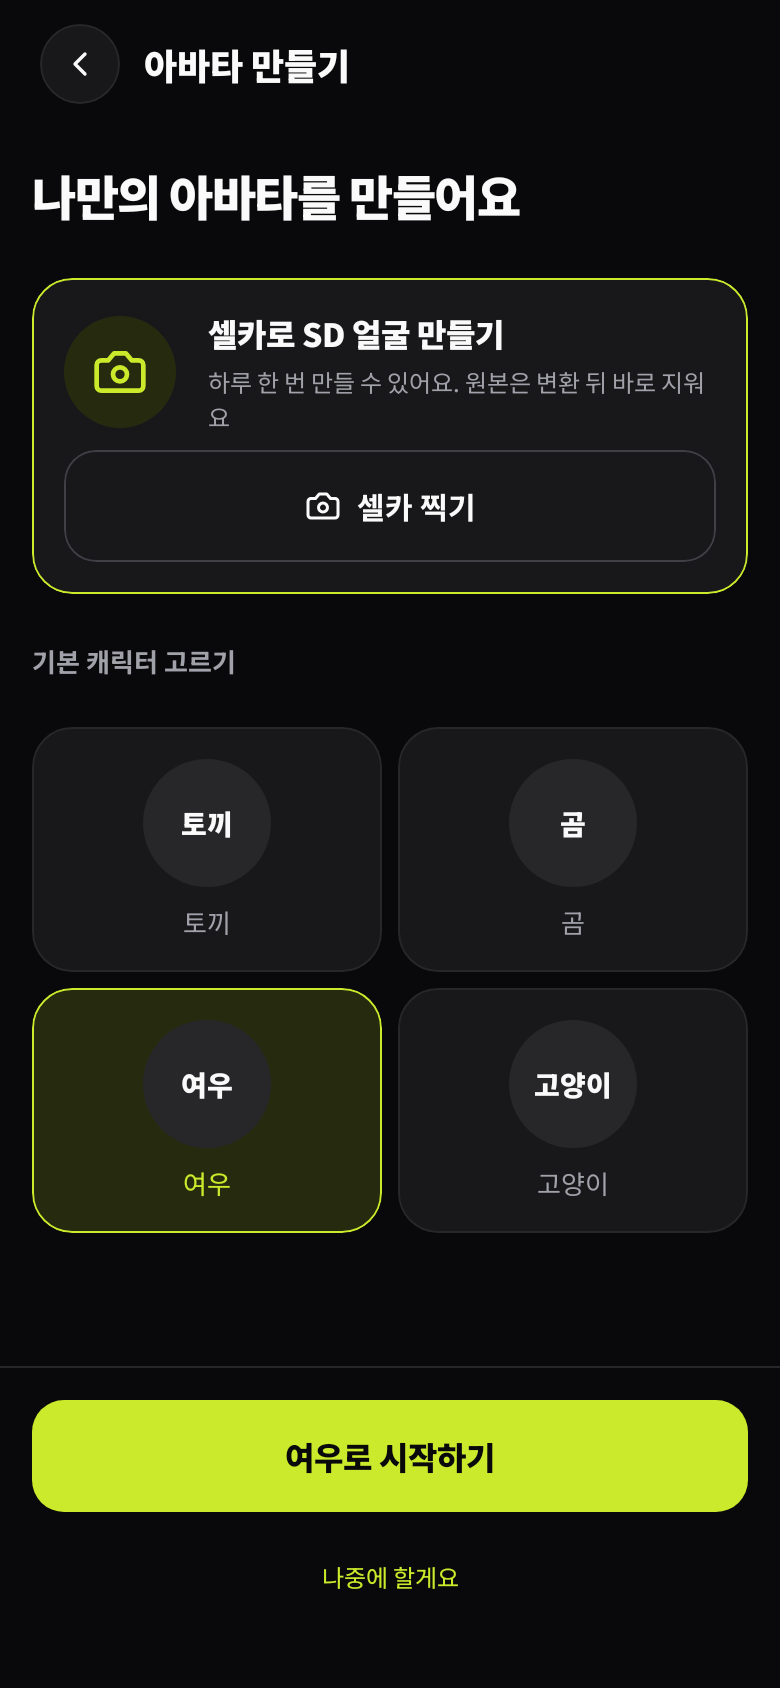 아바타 만들기
나만의 아바타를 만들어요
셀카로 SD 얼굴 만들기
하루 한 번 만들 수 있어요. 원본은 변환 뒤 바로 지워
요
셀카 찍기
기본 캐릭터 고르기
토끼
곰
토끼
곰
여우
고양이
여우
고양이
여우로 시작하기
나중에 할게요